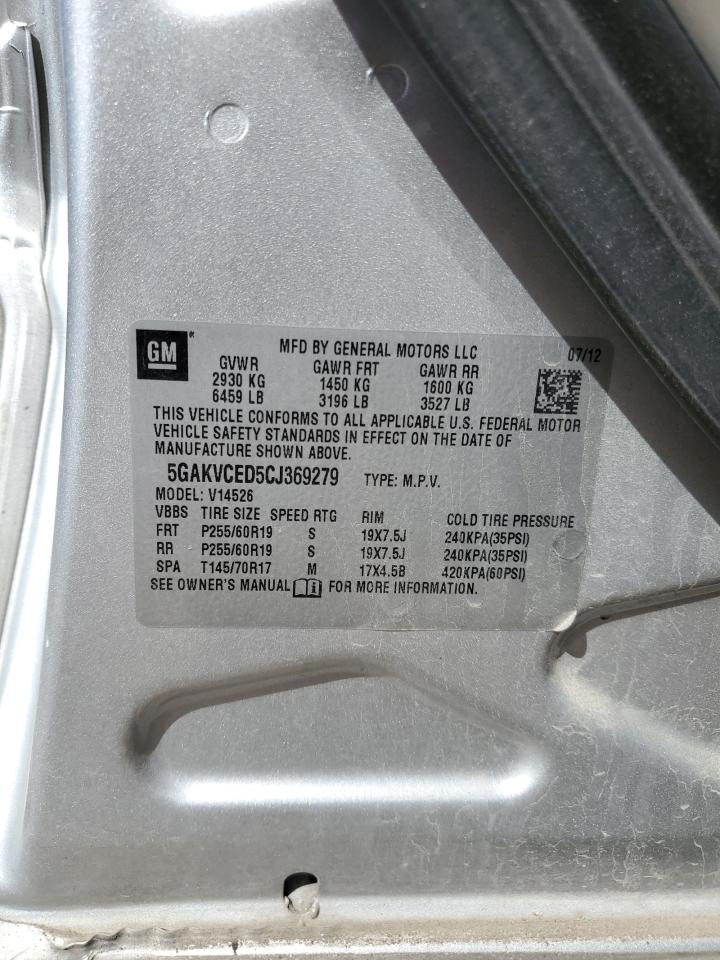 GM
MFD BY GENERAL MOTORS LLC 07/12
GVWR GAWR FRT GAWR RR
2930 KG 1450 KG 1600 KG
6459 LB 3196 LB 3527 LB
THIS VEHICLE CONFORMS TO ALL APPLICABLE U.S. FEDERAL MOTOR
VEHICLE SAFETY STANDARDS IN EFFECT ON THE DATE OF
MANUFACTURE SHOWN ABOVE.
5GAKVCED5CJ369279 TYPE: M.P.V.
MODEL: V14526
VBBS TIRE SIZE SPEED RTG RIM COLD TIRE PRESSURE
FRT P255/60R19 S 19X7.5J 240KPA(35PSI)
RR P255/60R19 S 19X7.5J 240KPA(35PSI)
SPA T145/70R17 M 17X4.5B 420KPA(60PSI)
SEE OWNER'S MANUAL FOR MORE INFORMATION.